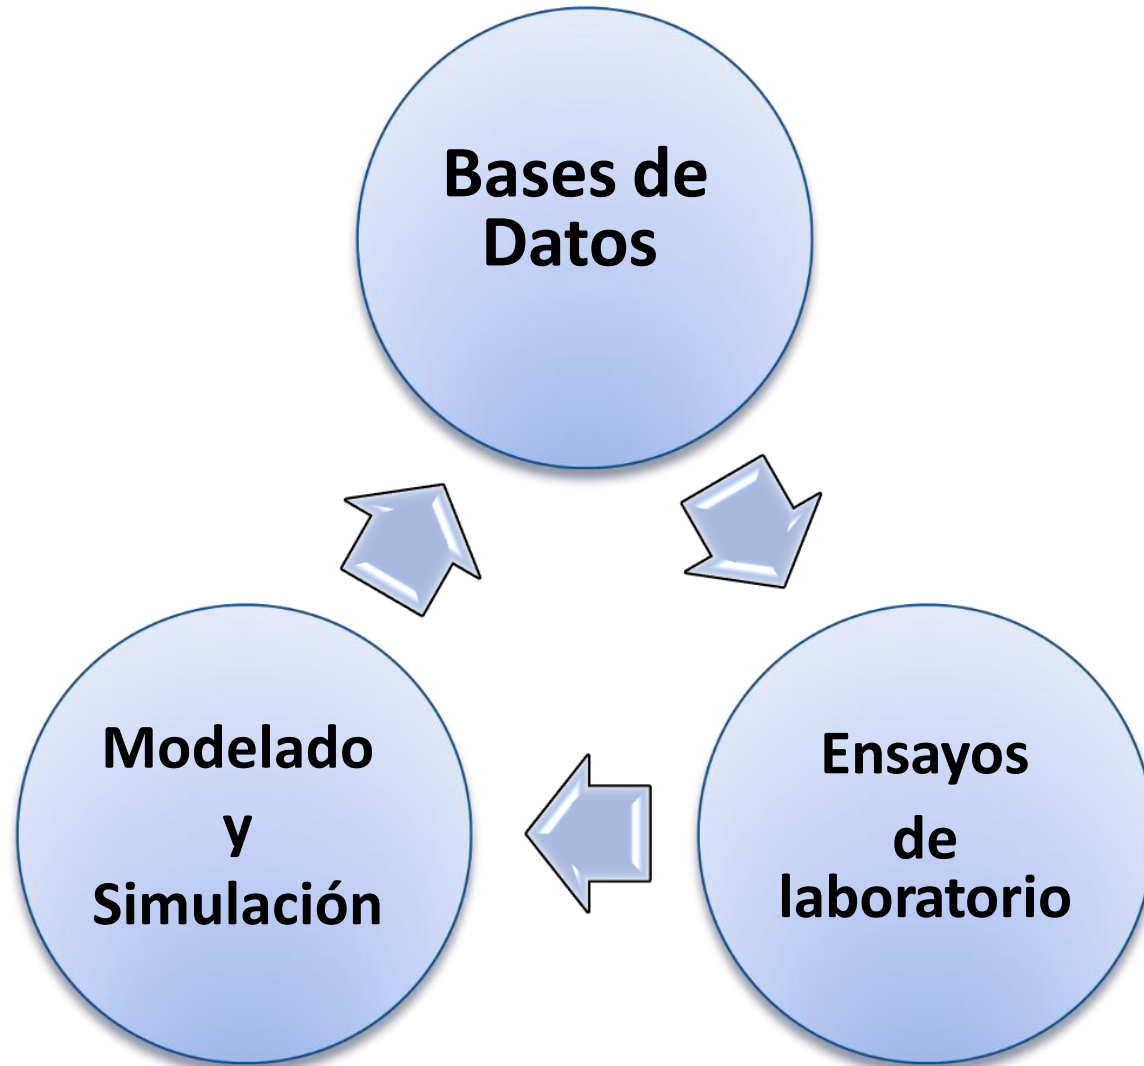 Bases de
Datos
Modelado
y
Simulación
Ensayos
de
laboratorio